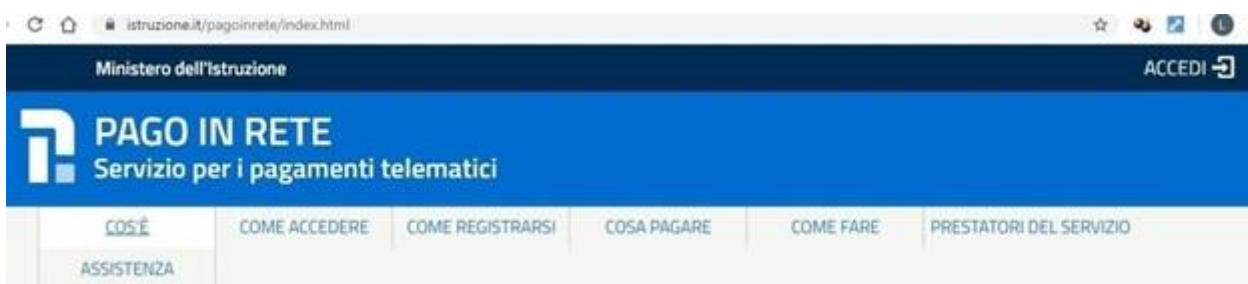 istruzione.it/pagoinrete/index.html
Ministero dell'Istruzione
ACCEDI
PAGO IN RETE
Servizio per i pagamenti telematici
COS'É
COME ACCEDERE
COME REGISTRARSI
COSA PAGARE
COME FARE
PRESTATORI DEL SERVIZIO
ASSISTENZA
L